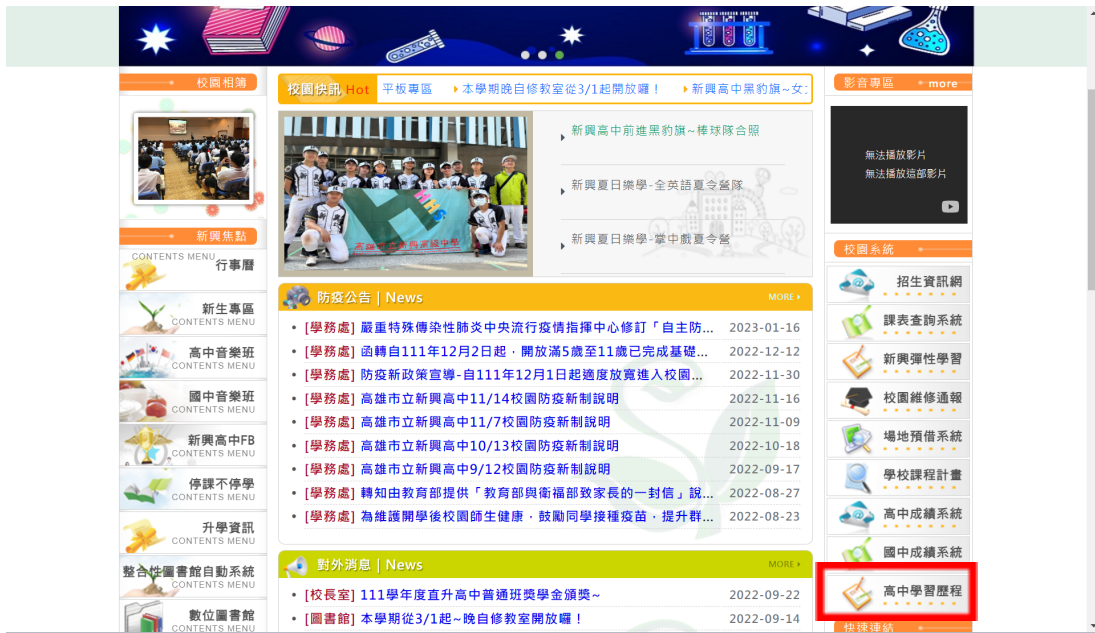 校園相簿
新興焦點
CONTENTS MENU
行事曆
新生專區
CONTENTS MENU
高中音樂班
CONTENTS MENU
國中音樂班
CONTENTS MENU
新興高中FB
CONTENTS MENU
停課不停學
CONTENTS MENU
升學資訊
CONTENTS MENU
整合性圖書館自動系統
CONTENTS MENU
數位圖書館
CONTENTS MENU
校園快訊 Hot 平板專區 本學期晚自修教室從3/1起開放囉! 新興高中黑豹旗~女
MHS
高雄市立新興高級中學
新興高中前進黑豹旗~棒球隊合照
新興夏日樂學-全英語夏令營隊
新興夏日樂學-掌中戲夏令營
防疫公告 | News MORE
• [學務處] 嚴重特殊傳染性肺炎中央流行疫情指揮中心修訂「自主防... 2023-01-16
• [學務處] 函轉自111年12月2日起,開放滿5歲至11歲已完成基礎... 2022-12-12
• [學務處] 防疫新政策宣導-自111年12月1日起適度放寬進入校園... 2022-11-30
• [學務處] 高雄市立新興高中11/14校園防疫新制說明 2022-11-16
• [學務處] 高雄市立新興高中11/7校園防疫新制說明 2022-11-09
• [學務處] 高雄市立新興高中10/13校園防疫新制說明 2022-10-18
• [學務處] 高雄市立新興高中9/12校園防疫新制說明 2022-09-17
• [學務處] 轉知由教育部提供「教育部與衛福部致家長的一封信」說... 2022-08-27
• [學務處] 為維護開學後校園師生健康,鼓勵同學接種疫苗,提升群... 2022-08-23
對外消息 | News MORE
• [校長室] 111學年度直升高中普通班獎學金頒獎~ 2022-09-22
• [圖書館] 本學期從3/1起~晚自修教室開放囉! 2022-09-14
影音專區 more
無法播放影片
無法播放這部影片
校園系統
招生資訊網
課表查詢系統
新興彈性學習
校園維修通報
場地預借系統
學校課程計畫
高中成績系統
國中成績系統
高中學習歷程
快速連結